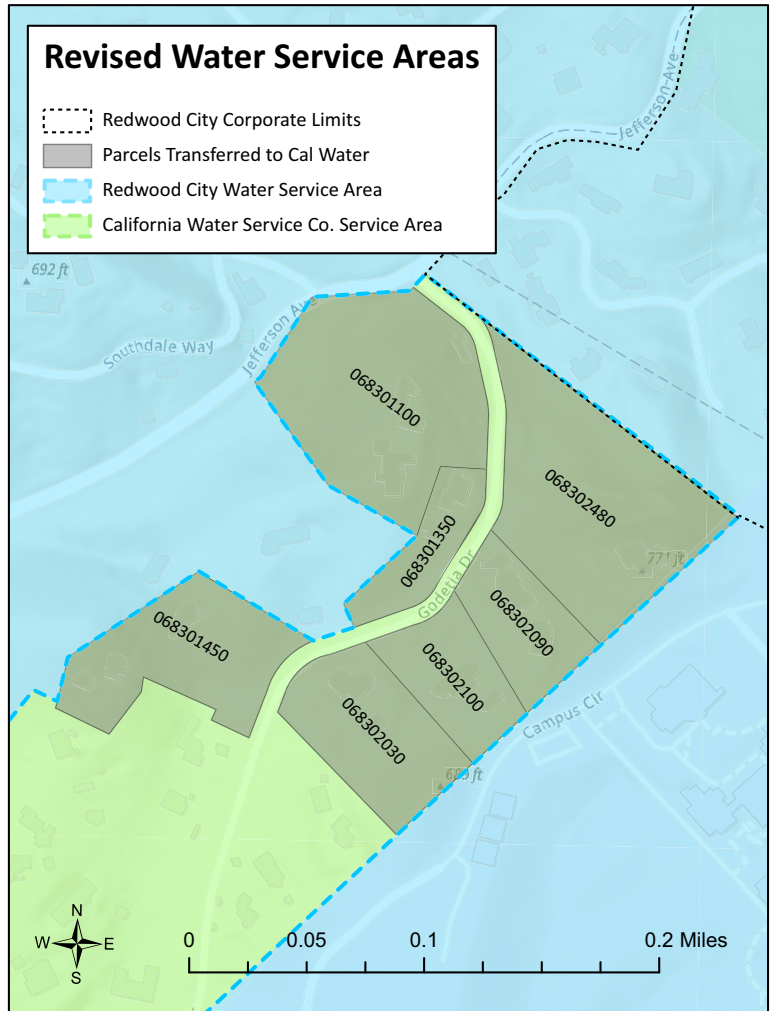 Revised Water Service Areas
Redwood City Corporate Limits
Parcels Transferred to Cal Water
Redwood City Water Service Area
California Water Service Co. Service Area
Jefferson Ave
692 ft
Southdale Way
Jefferson Ave
068301100
068302480
068301350
771 ft
Godetia Dr
068302090
068301450
068302100
068302030
Campus Cir
689 ft
N
W
E
S
0
0.05
0.1
0.2 Miles